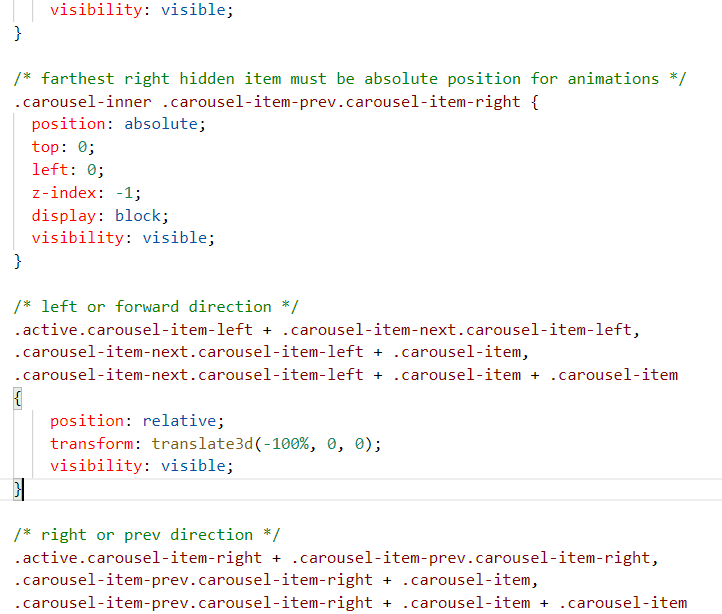 visibility: visible;
}
/* farthest right hidden item must be absolute position for animations */
.carousel-inner .carousel-item-prev.carousel-item-right {
position: absolute;
top: 0;
left: 0;
z-index: -1;
display: block;
visibility: visible;
}
/* left or forward direction */
.active.carousel-item-left + .carousel-item-next.carousel-item-left,
.carousel-item-next.carousel-item-left + .carousel-item,
.carousel-item-next.carousel-item-left + .carousel-item + .carousel-item
{
position: relative;
transform: translate3d(-100%, 0, 0);
visibility: visible;
}
/* right or prev direction */
.active.carousel-item-right + .carousel-item-prev.carousel-item-right,
.carousel-item-prev.carousel-item-right + .carousel-item,
.carousel-item-prev.carousel-item-right + .carousel-item + .carousel-item